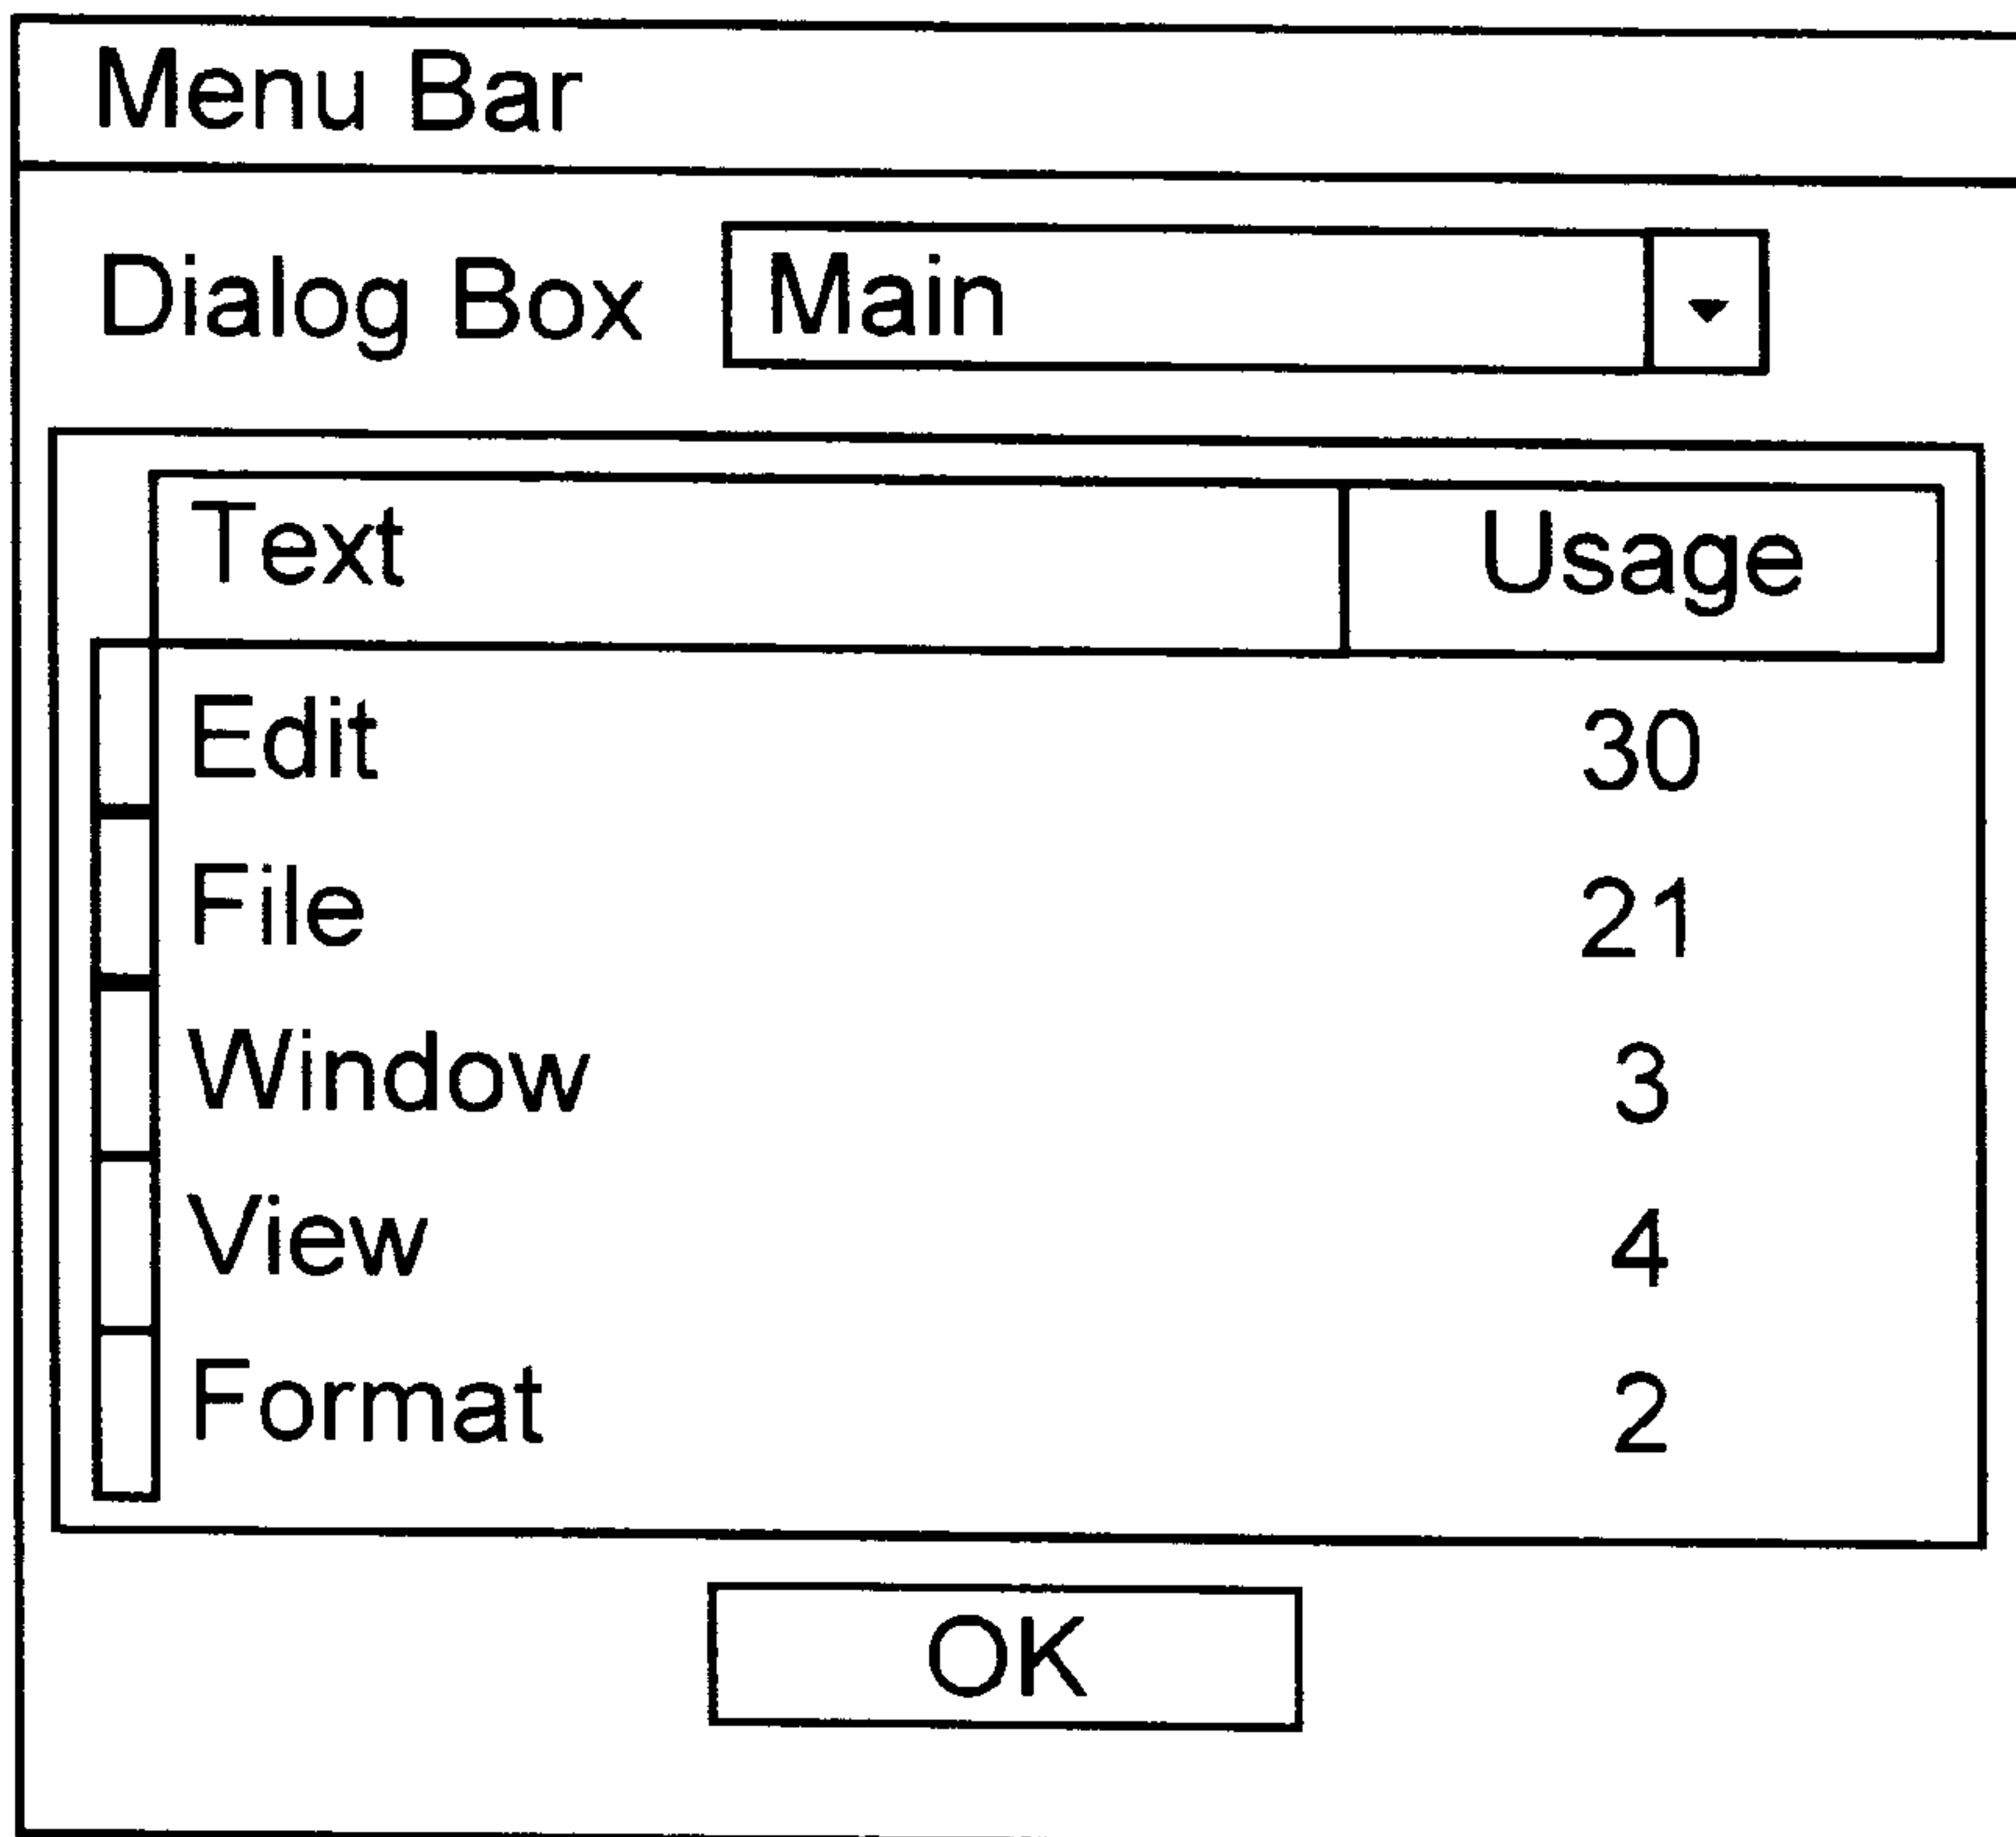 Menu Bar
Dialog Box Main
Text Usage
Edit 30
File 21
Window 3
View 4
Format 2
OK